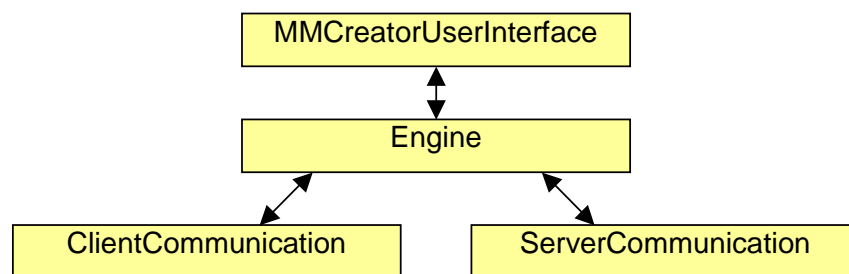 MMCreatorUserInterface
Engine
ClientCommunication
ServerCommunication